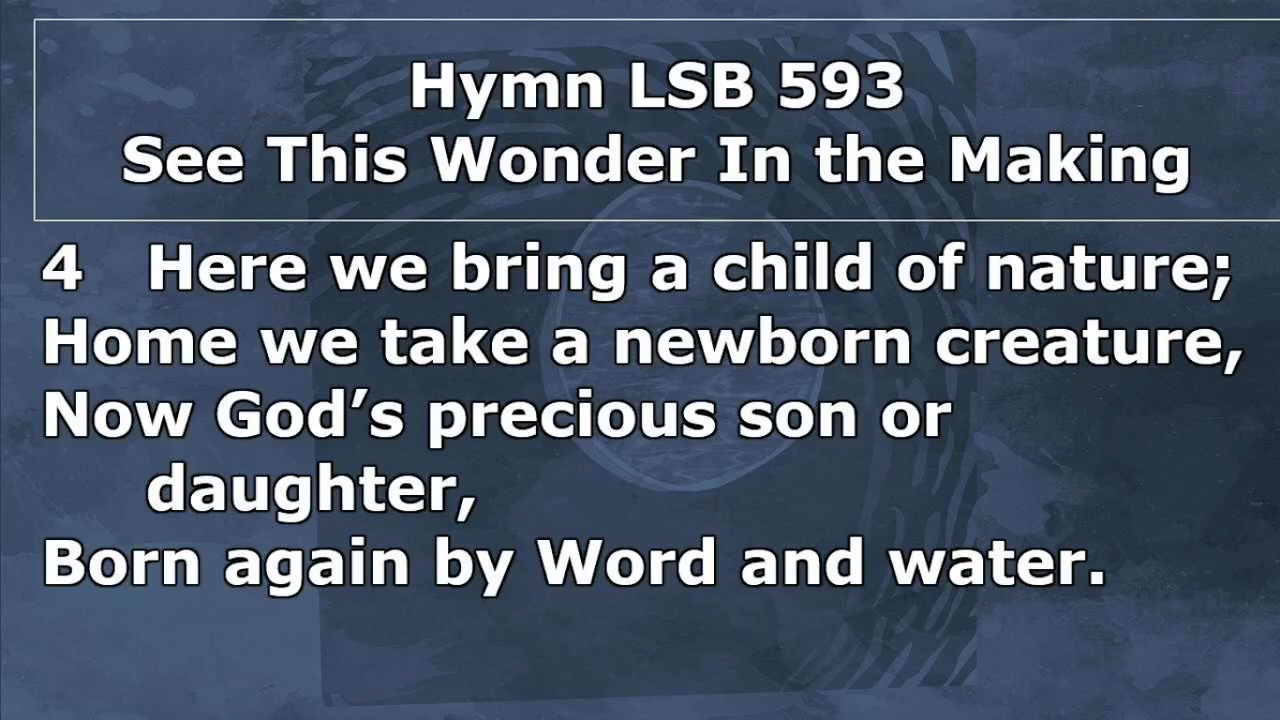 Hymn LSB 593
See This Wonder In the Making
4 Here we bring a child of nature;
Home we take a newborn creature,
Now God’s precious son or
daughter,
Born again by Word and water.